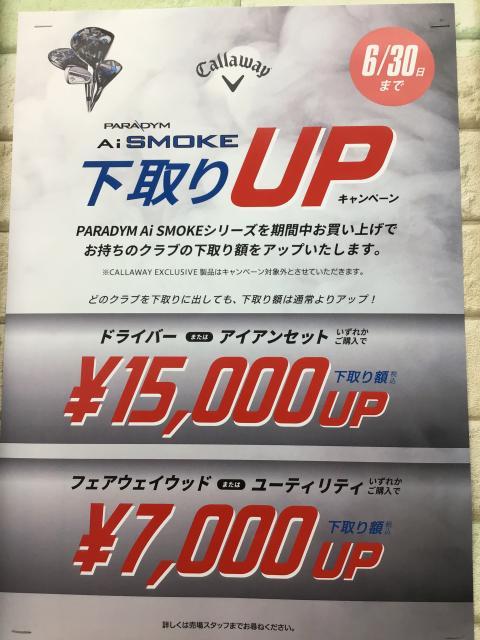 Callaway
6/30日
まで
PARADYM
Ai SMOKE
下取りUP
キャンペーン
PARADYM Ai SMOKEシリーズを期間中お買い上げで
お持ちのクラブの下取り額をアップいたします。
※CALLAWAY EXCLUSIVE 製品はキャンペーン対象外とさせていただきます。
どのクラブを下取りに出しても、下取り額は通常よりアップ！
ドライバー または アイアンセット いずれか
ご購入で
¥15,000UP 下取り額 税込
フェアウェイウッド または ユーティリティ いずれか
ご購入で
¥7,000UP 下取り額 税込
詳しくは売場スタッフまでお尋ねください。